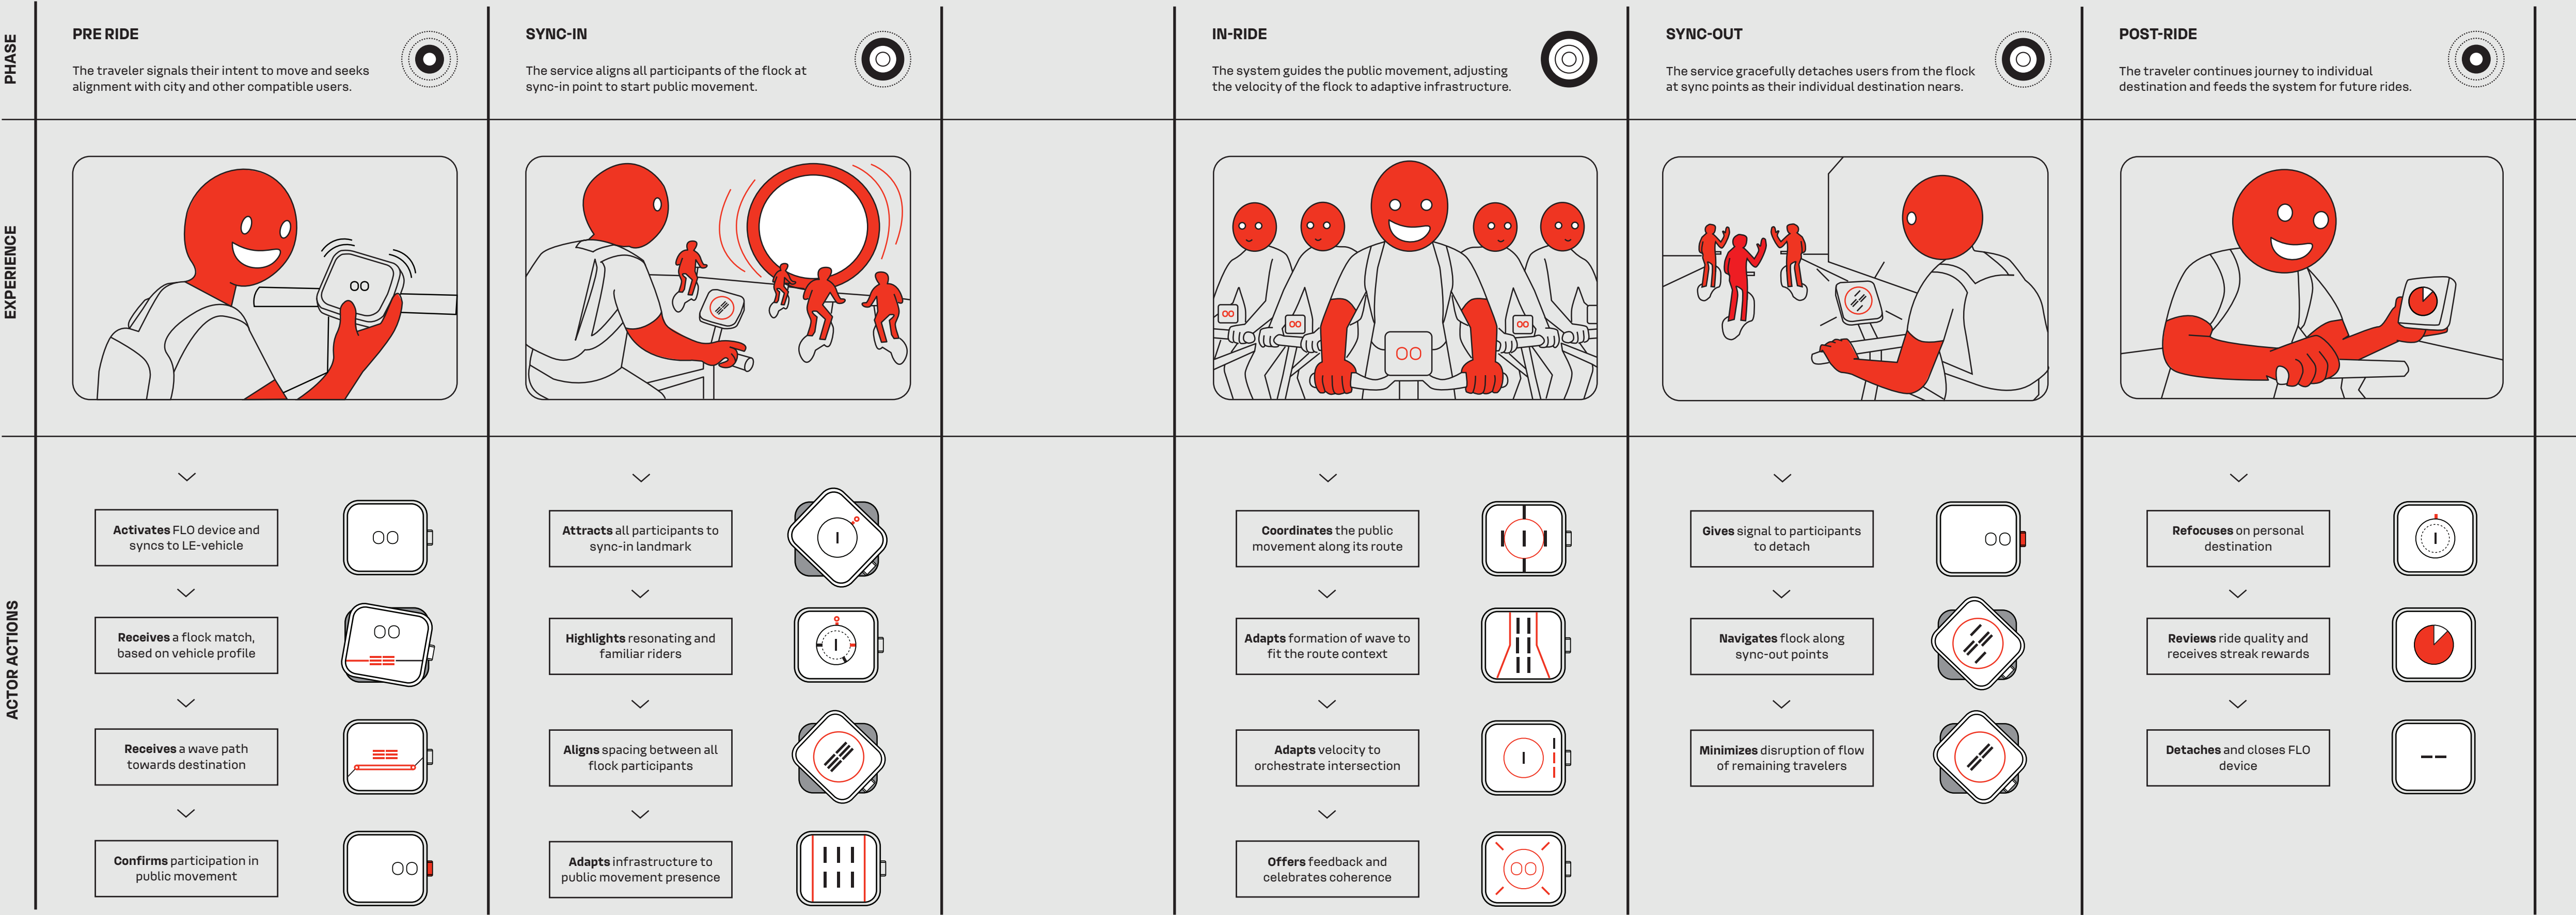 PHASE
PRE RIDE
The traveler signals their intent to move and seeks
alignment with city and other compatible users.
SYNC-IN
The service aligns all participants of the flock at
sync-in point to start public movement.
IN-RIDE
The system guides the public movement, adjusting
the velocity of the flock to adaptive infrastructure.
SYNC-OUT
The service gracefully detaches users from the flock
at sync points as their individual destination nears.
POST-RIDE
The traveler continues journey to individual
destination and feeds the system for future rides.
EXPERIENCE
ACTOR ACTIONS
Activates FLO device and
syncs to LE-vehicle
Receives a flock match,
based on vehicle profile
Receives a wave path
towards destination
Confirms participation in
public movement
Attracts all participants to
sync-in landmark
Highlights resonating and
familiar riders
Aligns spacing between all
flock participants
Adapts infrastructure to
public movement presence
Coordinates the public
movement along its route
Adapts formation of wave to
fit the route context
Adapts velocity to
orchestrate intersection
Offers feedback and
celebrates coherence
Gives signal to participants
to detach
Navigates flock along
sync-out points
Minimizes disruption of flow
of remaining travelers
Refocuses on personal
destination
Reviews ride quality and
receives streak rewards
Detaches and closes FLO
device